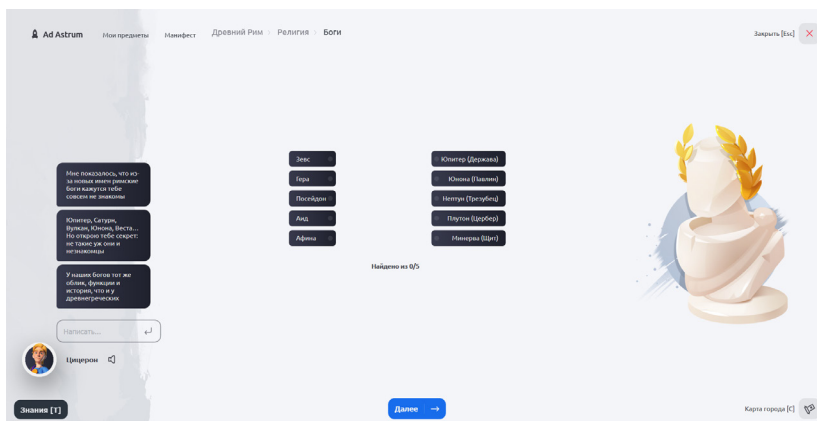 Ad Astrum
Мои предметы
Манифест
Древний Рим
Религия
Боги
Закрыть [Esc]
Мне показалось, что из-
за новых имен римские
боги кажутся тебе
совсем не знакомы
Юпитер, Сатурн,
Вулкан, Юнона, Веста...
Но открою тебе секрет:
не такие уж они и
незнакомцы
У наших богов тот же
облик, функции и
история, что и у
древнегреческих
Написать...
Цицерон
Знания [T]
Зевс
Гера
Посейдон
Аид
Афина
Юпитер (Держава)
Юнона (Павлин)
Нептун (Трезубец)
Плутон (Цербер)
Минерва (Щит)
Найдено из 0/5
Далее
Карта города [C]